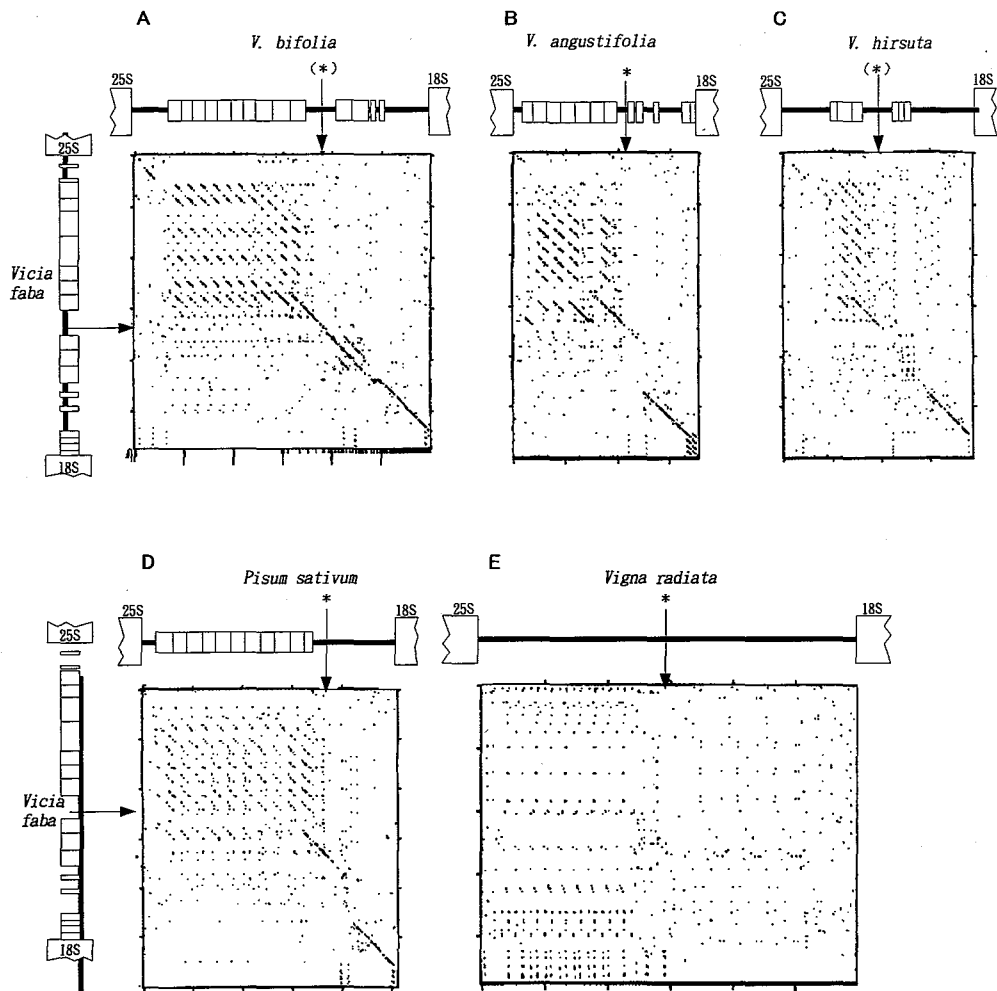 A
B
C
V. bifolia
V. angustifolia
V. hirsuta
(*)
*
(*)
25S
18S
25S
18S
25S
18S
25S
Vicia
faba
18S
D
E
Pisum sativum
Vigna radiata
*
*
25S
18S
25S
18S
25S
Vicia
faba
18S